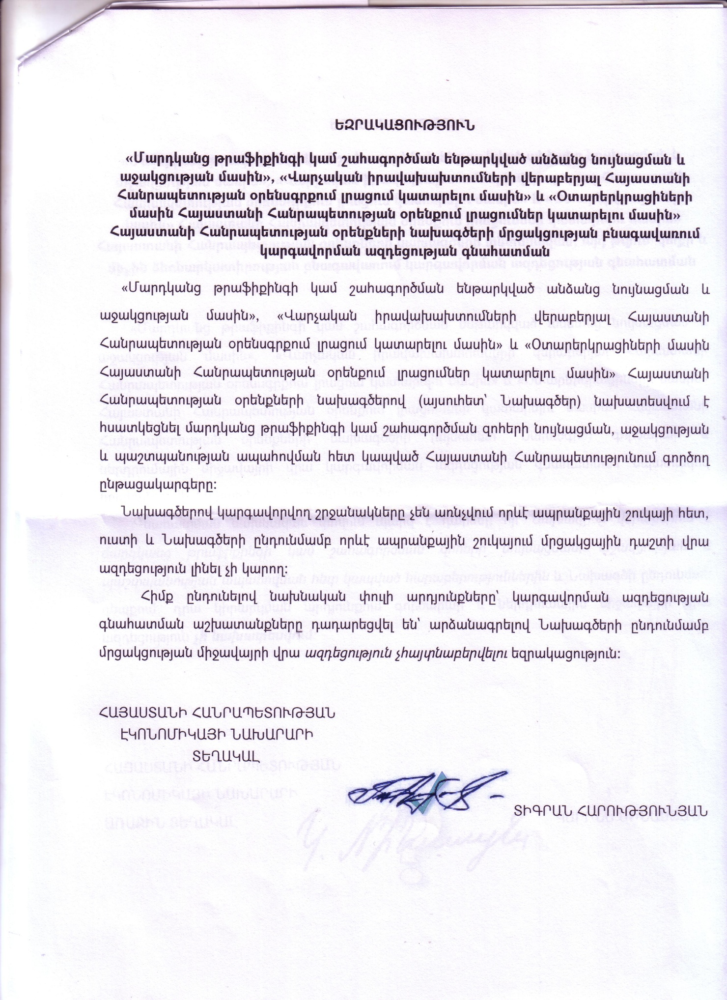 ԵԶՐԱԿԱՑՈՒԹՅՈՒՆ
«Մարդկանց թրաֆիքինգի կամ շահագործման ենթարկված անձանց նույնացման և
աջակցության մասին», «Վարչական իրավախախտումների վերաբերյալ Հայաստանի
Հանրապետության օրենսգրքում լրացում կատարելու մասին» և «Օտարերկրացիների
մասին Հայաստանի Հանրապետության օրենքում լրացումներ կատարելու մասին»
Հայաստանի Հանրապետության օրենքների նախագծերի մրցակցության բնագավառում
կարգավորման ազդեցության գնահատման
«Մարդկանց թրաֆիքինգի կամ շահագործման ենթարկված անձանց նույնացման և
աջակցության մասին», «Վարչական իրավախախտումների վերաբերյալ Հայաստանի
Հանրապետության օրենսգրքում լրացում կատարելու մասին» և «Օտարերկրացիների մասին
Հայաստանի Հանրապետության օրենքում լրացումներ կատարելու մասին» Հայաստանի
Հանրապետության օրենքների նախագծերով (այսուհետ՝ Նախագծեր) նախատեսվում է
հստակեցնել մարդկանց թրաֆիքինգի կամ շահագործման զոհերի նույնացման, աջակցության
և պաշտպանության ապահովման հետ կապված Հայաստանի Հանրապետությունում գործող
ընթացակարգերը:
Նախագծերով կարգավորվող շրջանակները չեն առնչվում որևէ ապրանքային շուկայի հետ,
ուստի և Նախագծերի ընդունմամբ որևէ ապրանքային շուկայում մրցակցային դաշտի վրա
ազդեցություն լինել չի կարող:
Հիմք ընդունելով նախնական փուլի արդյունքները՝ կարգավորման ազդեցության
գնահատման աշխատանքները դադարեցվել են՝ արձանագրելով Նախագծերի ընդունմամբ
մրցակցության միջավայրի վրա ազդեցություն չհայտնաբերվելու եզրակացություն:
ՀԱՅԱՍՏԱՆԻ ՀԱՆՐԱՊԵՏՈՒԹՅԱՆ
ԷԿՈՆՈՄԻԿԱՅԻ ՆԱԽԱՐԱՐԻ
ՏԵՂԱԿԱԼ
ՏԻԳՐԱՆ ՀԱՐՈՒԹՅՈՒՆՅԱՆ